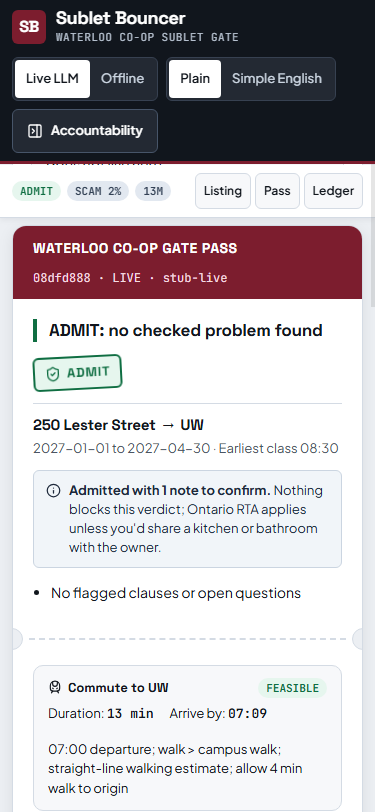 SB
Sublet Bouncer
WATERLOO CO-OP SUBLET GATE
Live LLM Offline Plain Simple English
Accountability
ADMIT SCAM 2% 13M Listing Pass Ledger
WATERLOO CO-OP GATE PASS
08dfd888 · LIVE · stub-live
ADMIT: no checked problem found
ADMIT
250 Lester Street → UW
2027-01-01 to 2027-04-30 · Earliest class 08:30
Admitted with 1 note to confirm. Nothing
blocks this verdict; Ontario RTA applies
unless you'd share a kitchen or bathroom
with the owner.
• No flagged clauses or open questions
Commute to UW FEASIBLE
Duration: 13 min Arrive by: 07:09
07:00 departure; walk > campus walk;
straight-line walking estimate; allow 4 min
walk to origin